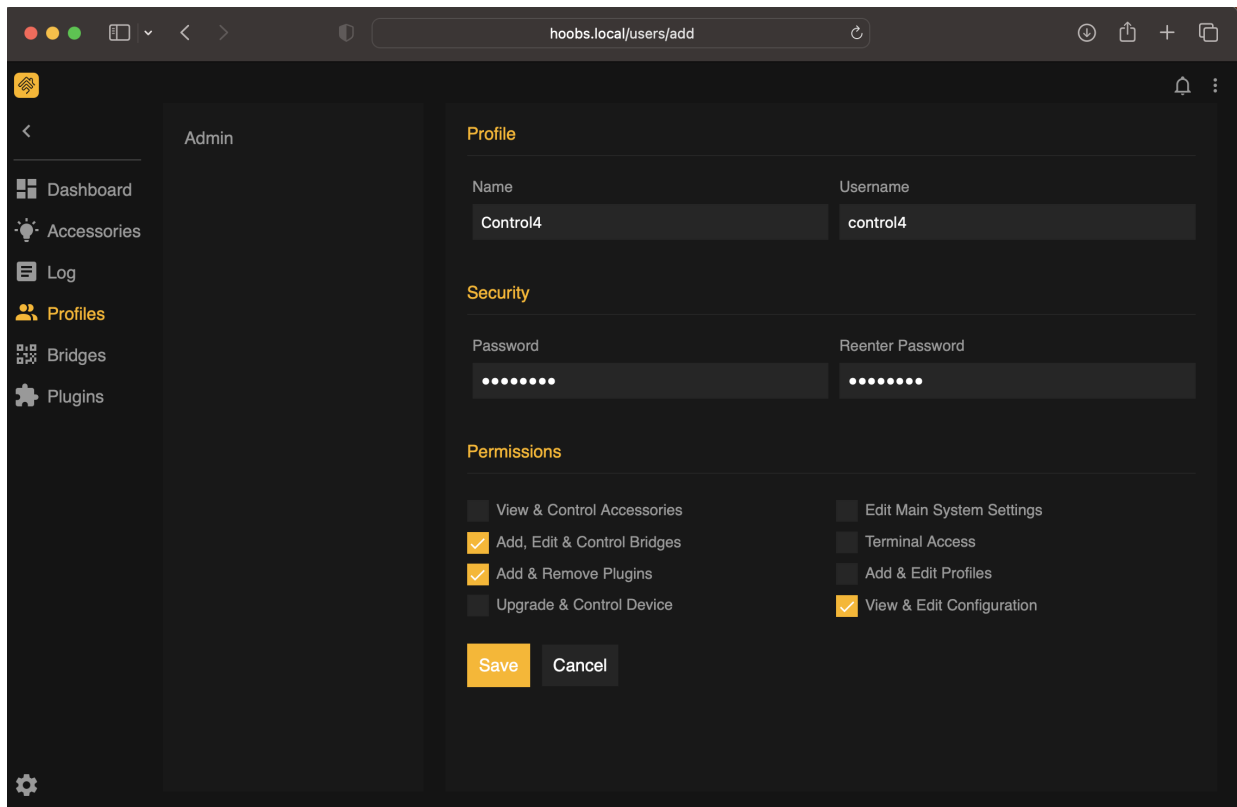 hoobs.local/users/add
Admin
Dashboard
Accessories
Log
Profiles
Bridges
Plugins
Profile
Name Username
Control4 control4
Security
Password Reenter Password
•••••••• ••••••••
Permissions
View & Control Accessories Edit Main System Settings
Add, Edit & Control Bridges Terminal Access
Add & Remove Plugins Add & Edit Profiles
Upgrade & Control Device View & Edit Configuration
Save Cancel